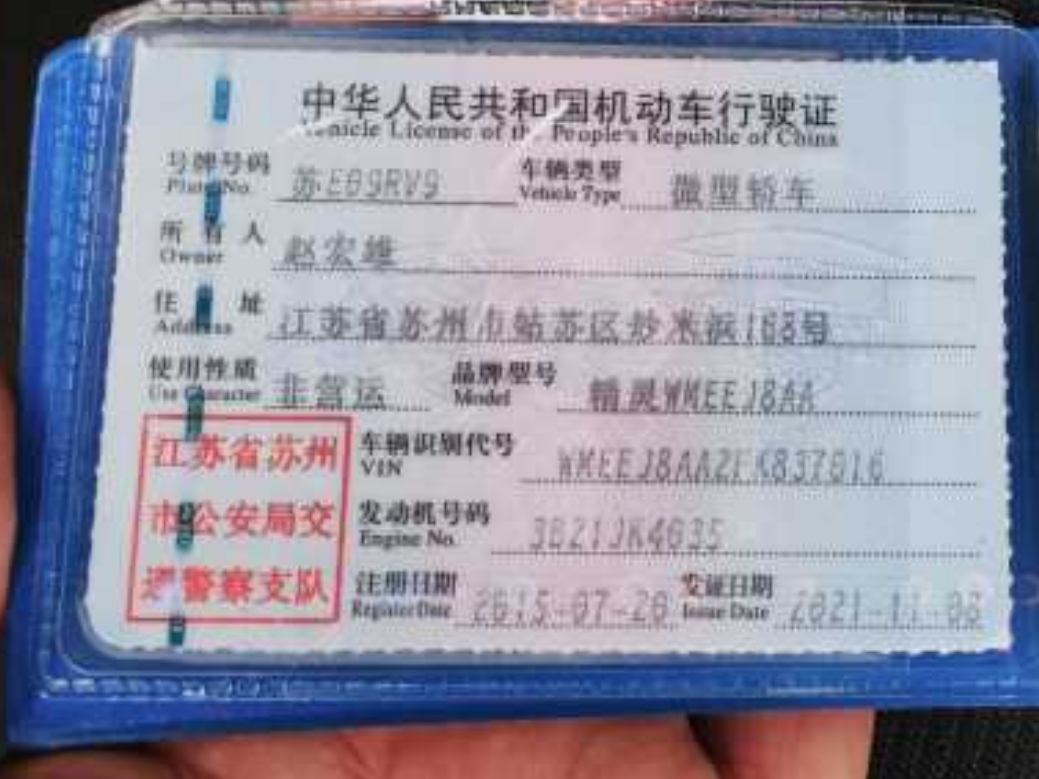 中华人民共和国机动车行驶证
Vehicle License of the People's Republic of China
号牌号码 苏E09RV9 车辆类型 微型轿车
Plate No. Vehicle Type
所有人 赵宏雄
Owner
住址 江苏省苏州市姑苏区炒米浜168号
Address
使用性质 非营运 品牌型号 精灵WMEEJ8AA
Use Character Model
江苏省苏州
市公安局交
通警察支队
车辆识别代号 WMEEJ8AA2FK837016
VIN
发动机号码 3B21JK4635
Engine No.
注册日期 2015-07-20 发证日期 2021-11-08
Register Date Issue Date